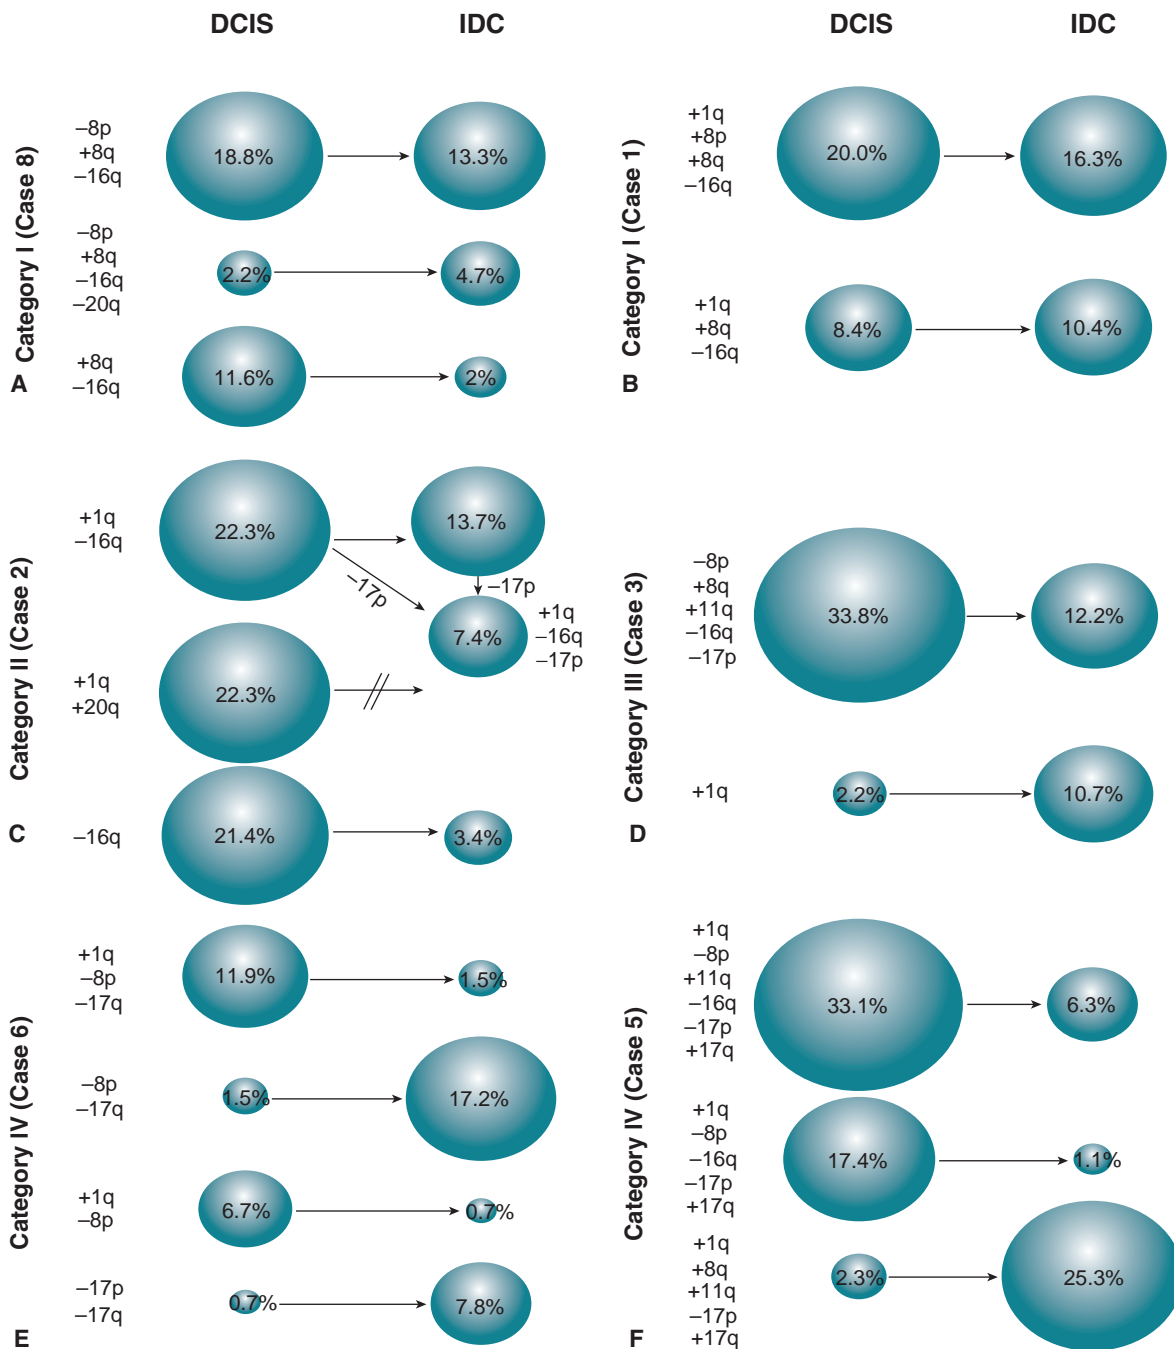 DCIS IDC
Category I (Case 8)
–8p
+8q
–16q
18.8% 13.3%
–8p
+8q
–16q
–20q
2.2% 4.7%
+8q
–16q
11.6% 2%
A
DCIS IDC
Category I (Case 1)
+1q
+8p
+8q
–16q
20.0% 16.3%
+1q
+8q
–16q
8.4% 10.4%
B
Category II (Case 2)
+1q
–16q
22.3% 13.7%
–17p
–17p
7.4%
+1q
–16q
–17p
+1q
+20q
22.3%
–16q
21.4% 3.4%
C
Category III (Case 3)
–8p
+8q
+11q
–16q
–17p
33.8% 12.2%
+1q
2.2% 10.7%
D
Category IV (Case 6)
+1q
–8p
–17q
11.9% 1.5%
–8p
–17q
1.5% 17.2%
+1q
–8p
6.7% 0.7%
–17p
–17q
0.7% 7.8%
E
Category IV (Case 5)
+1q
–8p
+11q
–16q
–17p
+17q
33.1% 6.3%
+1q
–8p
–16q
–17p
+17q
17.4% 1.1%
+1q
+8q
+11q
–17p
+17q
2.3% 25.3%
F